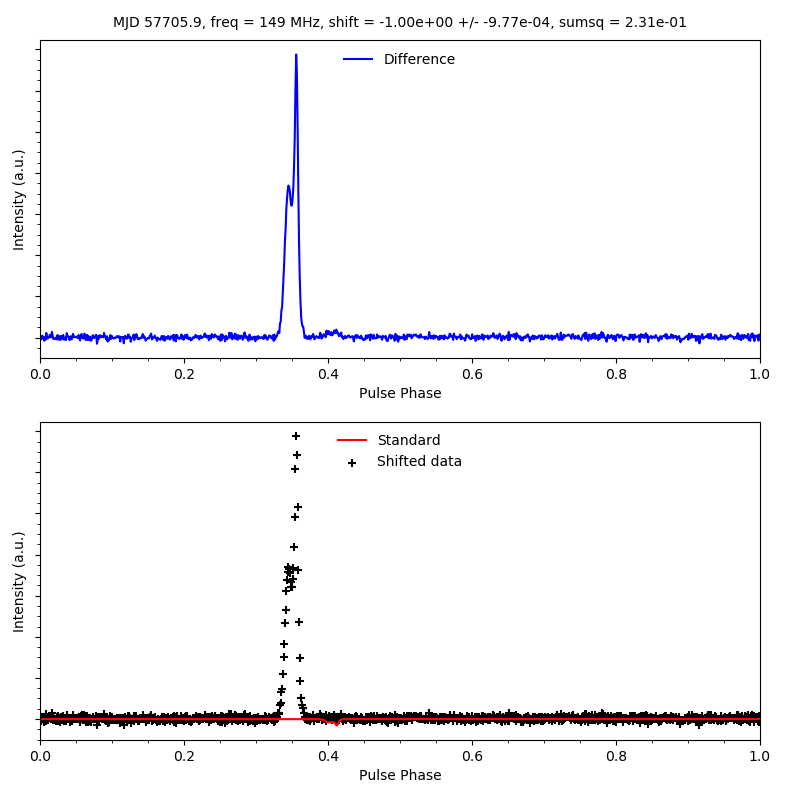 MJD 57705.9, freq = 149 MHz, shift = -1.00e+00 +/- -9.77e-04, sumsq = 2.31e-01
Difference
Intensity (a.u.)
0.0 0.2 0.4 0.6 0.8 1.0
Pulse Phase
Standard
Shifted data
Intensity (a.u.)
0.0 0.2 0.4 0.6 0.8 1.0
Pulse Phase